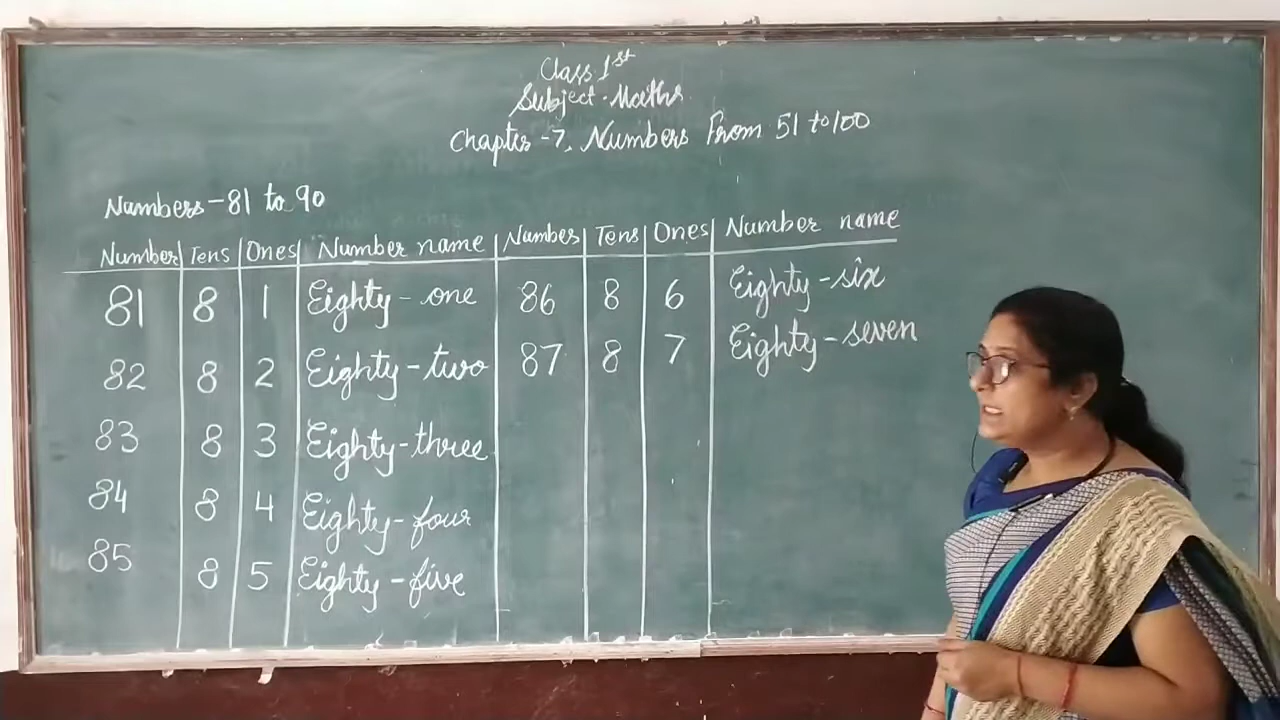 Class 1st
Subject - Maths
Chapter - 7. Numbers From 51 to 100
Numbers - 81 to 90
Number Tens Ones Number name Number Tens Ones Number name
81 8 1 Eighty-one 86 8 6 Eighty-six
82 8 2 Eighty-two 87 8 7 Eighty-seven
83 8 3 Eighty-three
84 8 4 Eighty-four
85 8 5 Eighty-five